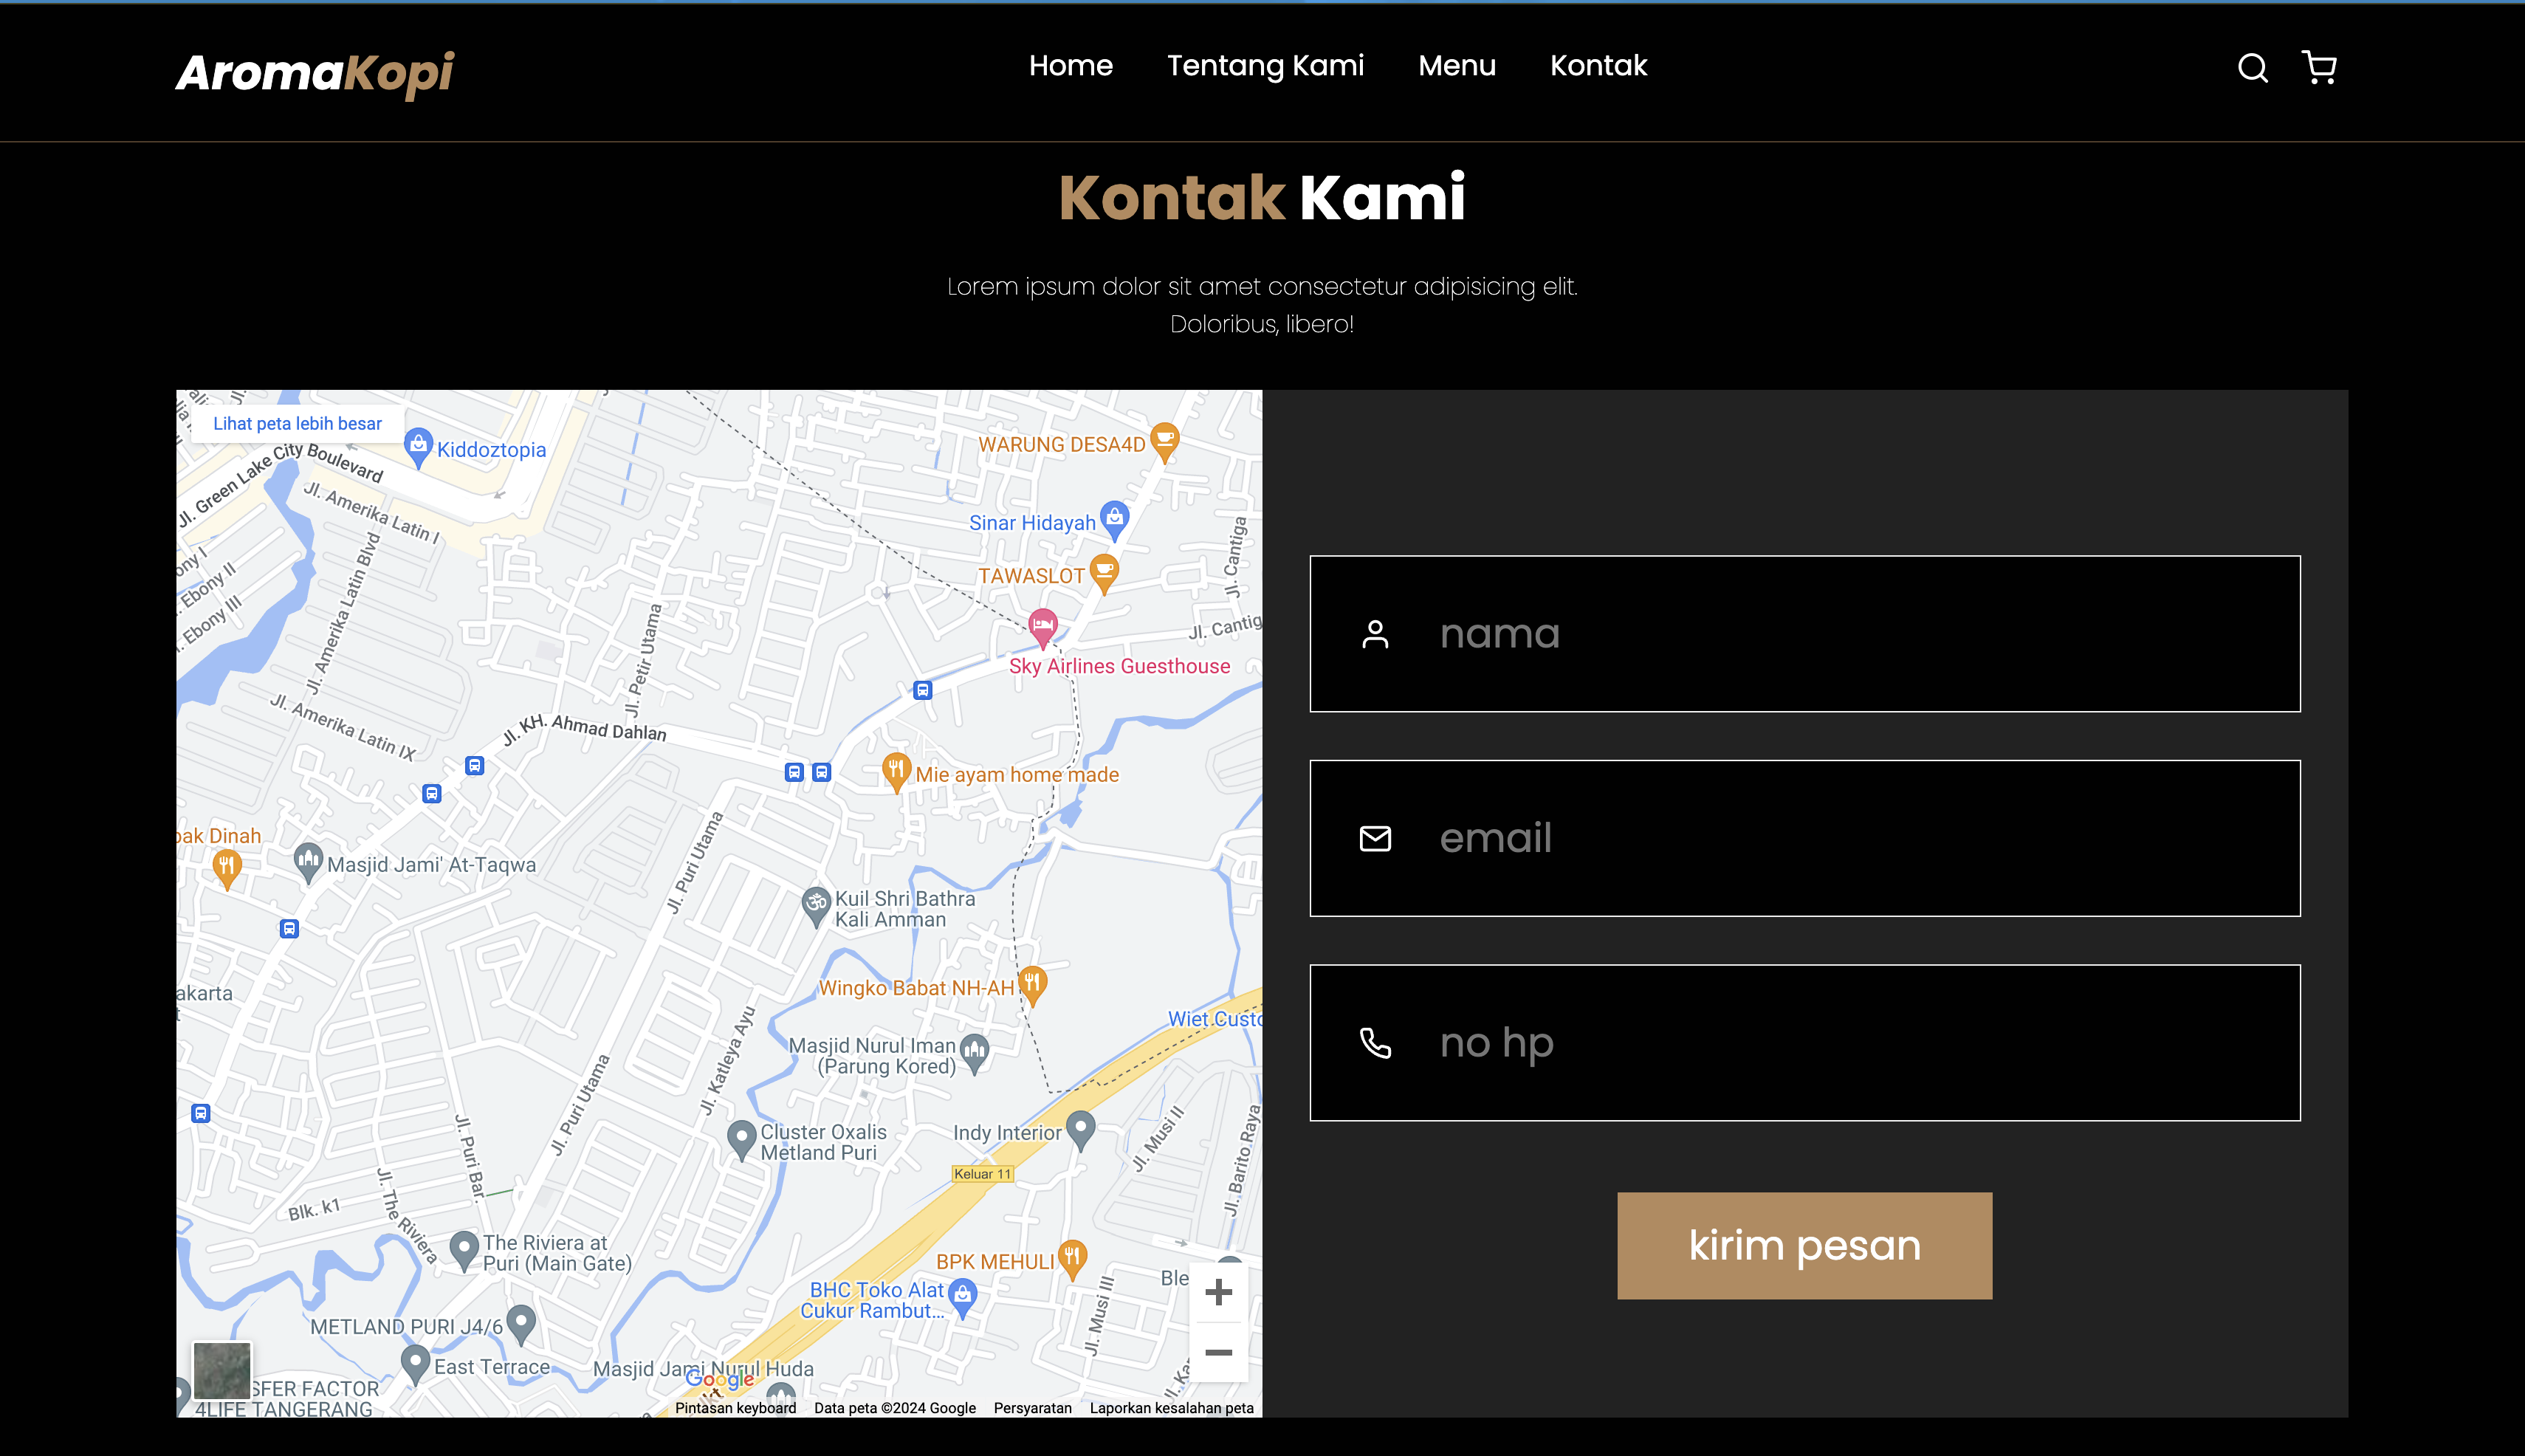 AromaKopi
Home
Tentang Kami
Menu
Kontak
Kontak Kami
Lorem ipsum dolor sit amet consectetur adipisicing elit.
Doloribus, libero!
Lihat peta lebih besar
Kiddoztopia
WARUNG DESA4D
Jl. Green Lake City Boulevard
Jl. Amerika Latin I
Sinar Hidayah
Jl. Cantiga
TAWASLOT
Ebony II
Ebony III
Jl. Amerika Latin Blvd
Jl. Petir Utama
Jl. Cantig
Sky Airlines Guesthouse
Jl. Amerika Latin IX
Jl. KH. Ahmad Dahlan
Mie ayam home made
Jl. Puri Utama
Dinah
Masjid Jami' At-Taqwa
Kuil Shri Bathra
Kali Amman
Wingko Babat NH-AH
akarta
Wiet Custo
Jl. Katleya Ayu
Masjid Nurul Iman
(Parung Kored)
Jl. Puri Utama
Cluster Oxalis
Metland Puri
Indy Interior
Jl. Musi II
Jl. Barito Raya
Keluar 11
Jl. Puri Bar.
Jl. The Riviera
Blk. k1
The Riviera at
Puri (Main Gate)
BPK MEHULI
Ble
BHC Toko Alat
Cukur Rambut...
Jl. Musi III
METLAND PURI J4/6
East Terrace
Masjid Jami Nurul Huda
Google
SFER FACTOR
4LIFE TANGERANG
Pintasan keyboard
Data peta ©2024 Google
Persyaratan
Laporkan kesalahan peta
nama
email
no hp
kirim pesan